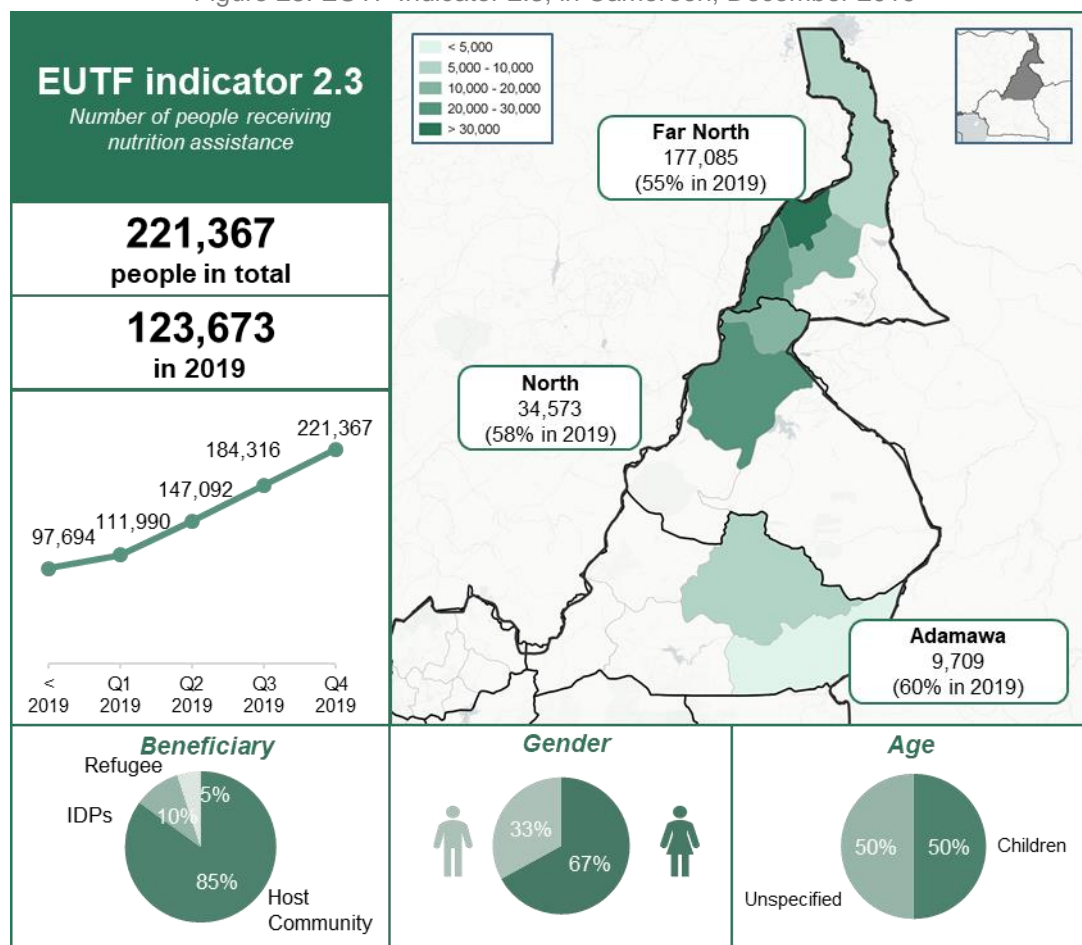 EUTF indicator 2.3
Number of people receiving
nutrition assistance
221,367
people in total
123,673
in 2019
97,694
111,990
147,092
184,316
221,367
<
2019
Q1
2019
Q2
2019
Q3
2019
Q4
2019
< 5,000
5,000 - 10,000
10,000 - 20,000
20,000 - 30,000
> 30,000
Far North
177,085
(55% in 2019)
North
34,573
(58% in 2019)
Adamawa
9,709
(60% in 2019)
Beneficiary
Refugee
5%
IDPs
10%
85%
Host
Community
Gender
33%
67%
Age
50%
50%
Children
Unspecified